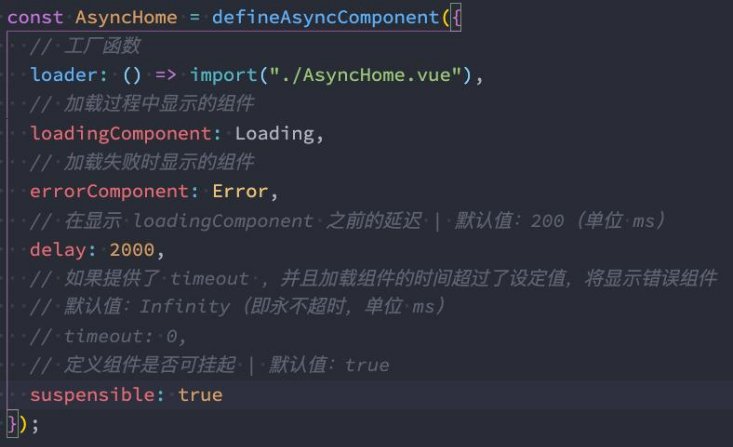 const AsyncHome = defineAsyncComponent({
  // 工厂函数
  loader: () => import("./AsyncHome.vue"),
  // 加载过程中显示的组件
  loadingComponent: Loading,
  // 加载失败时显示的组件
  errorComponent: Error,
  // 在显示 loadingComponent 之前的延迟 | 默认值：200（单位 ms）
  delay: 2000,
  // 如果提供了 timeout ，并且加载组件的时间超过了设定值，将显示错误组件
  // 默认值：Infinity（即永不超时，单位 ms）
  // timeout: 0,
  // 定义组件是否可挂起 | 默认值：true
  suspensible: true
});